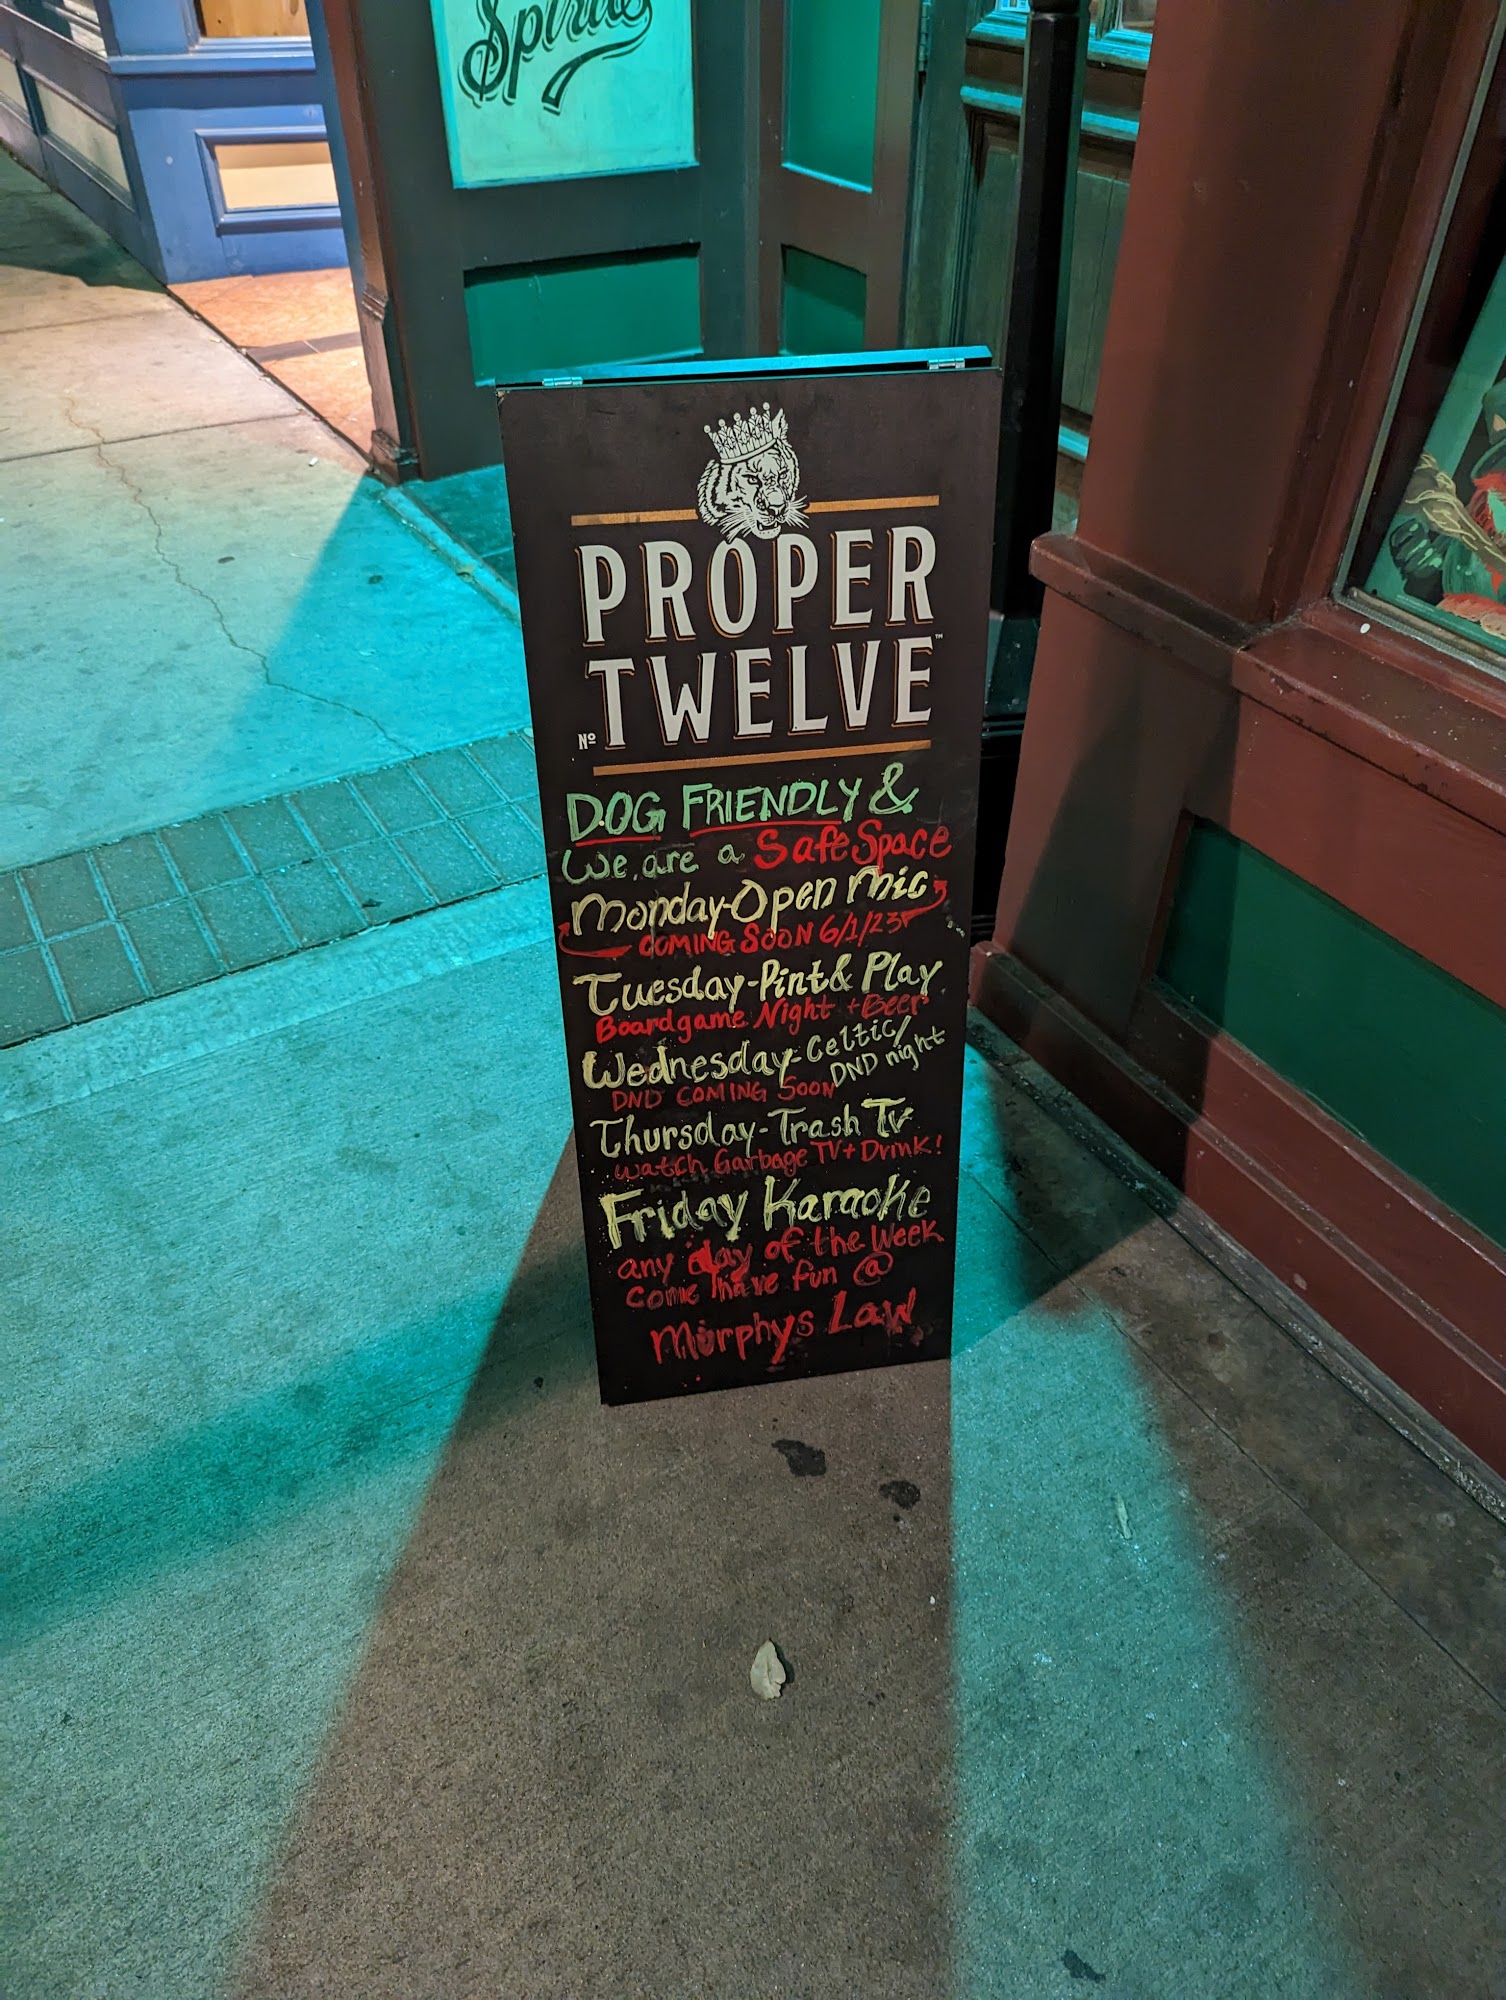 Spirits
PROPER
No TWELVE™
DOG FRIENDLY &
We are a Safe Space
Monday-Open Mic
COMING SOON 6/1/23
Tuesday-Pint & Play
Boardgame Night + Beer
Wednesday-Celtic/
DND night
DND COMING SOON
Thursday-Trash TV
Watch Garbage TV + Drink!
Friday Karaoke
any day of the Week
come have fun @
Murphys Law